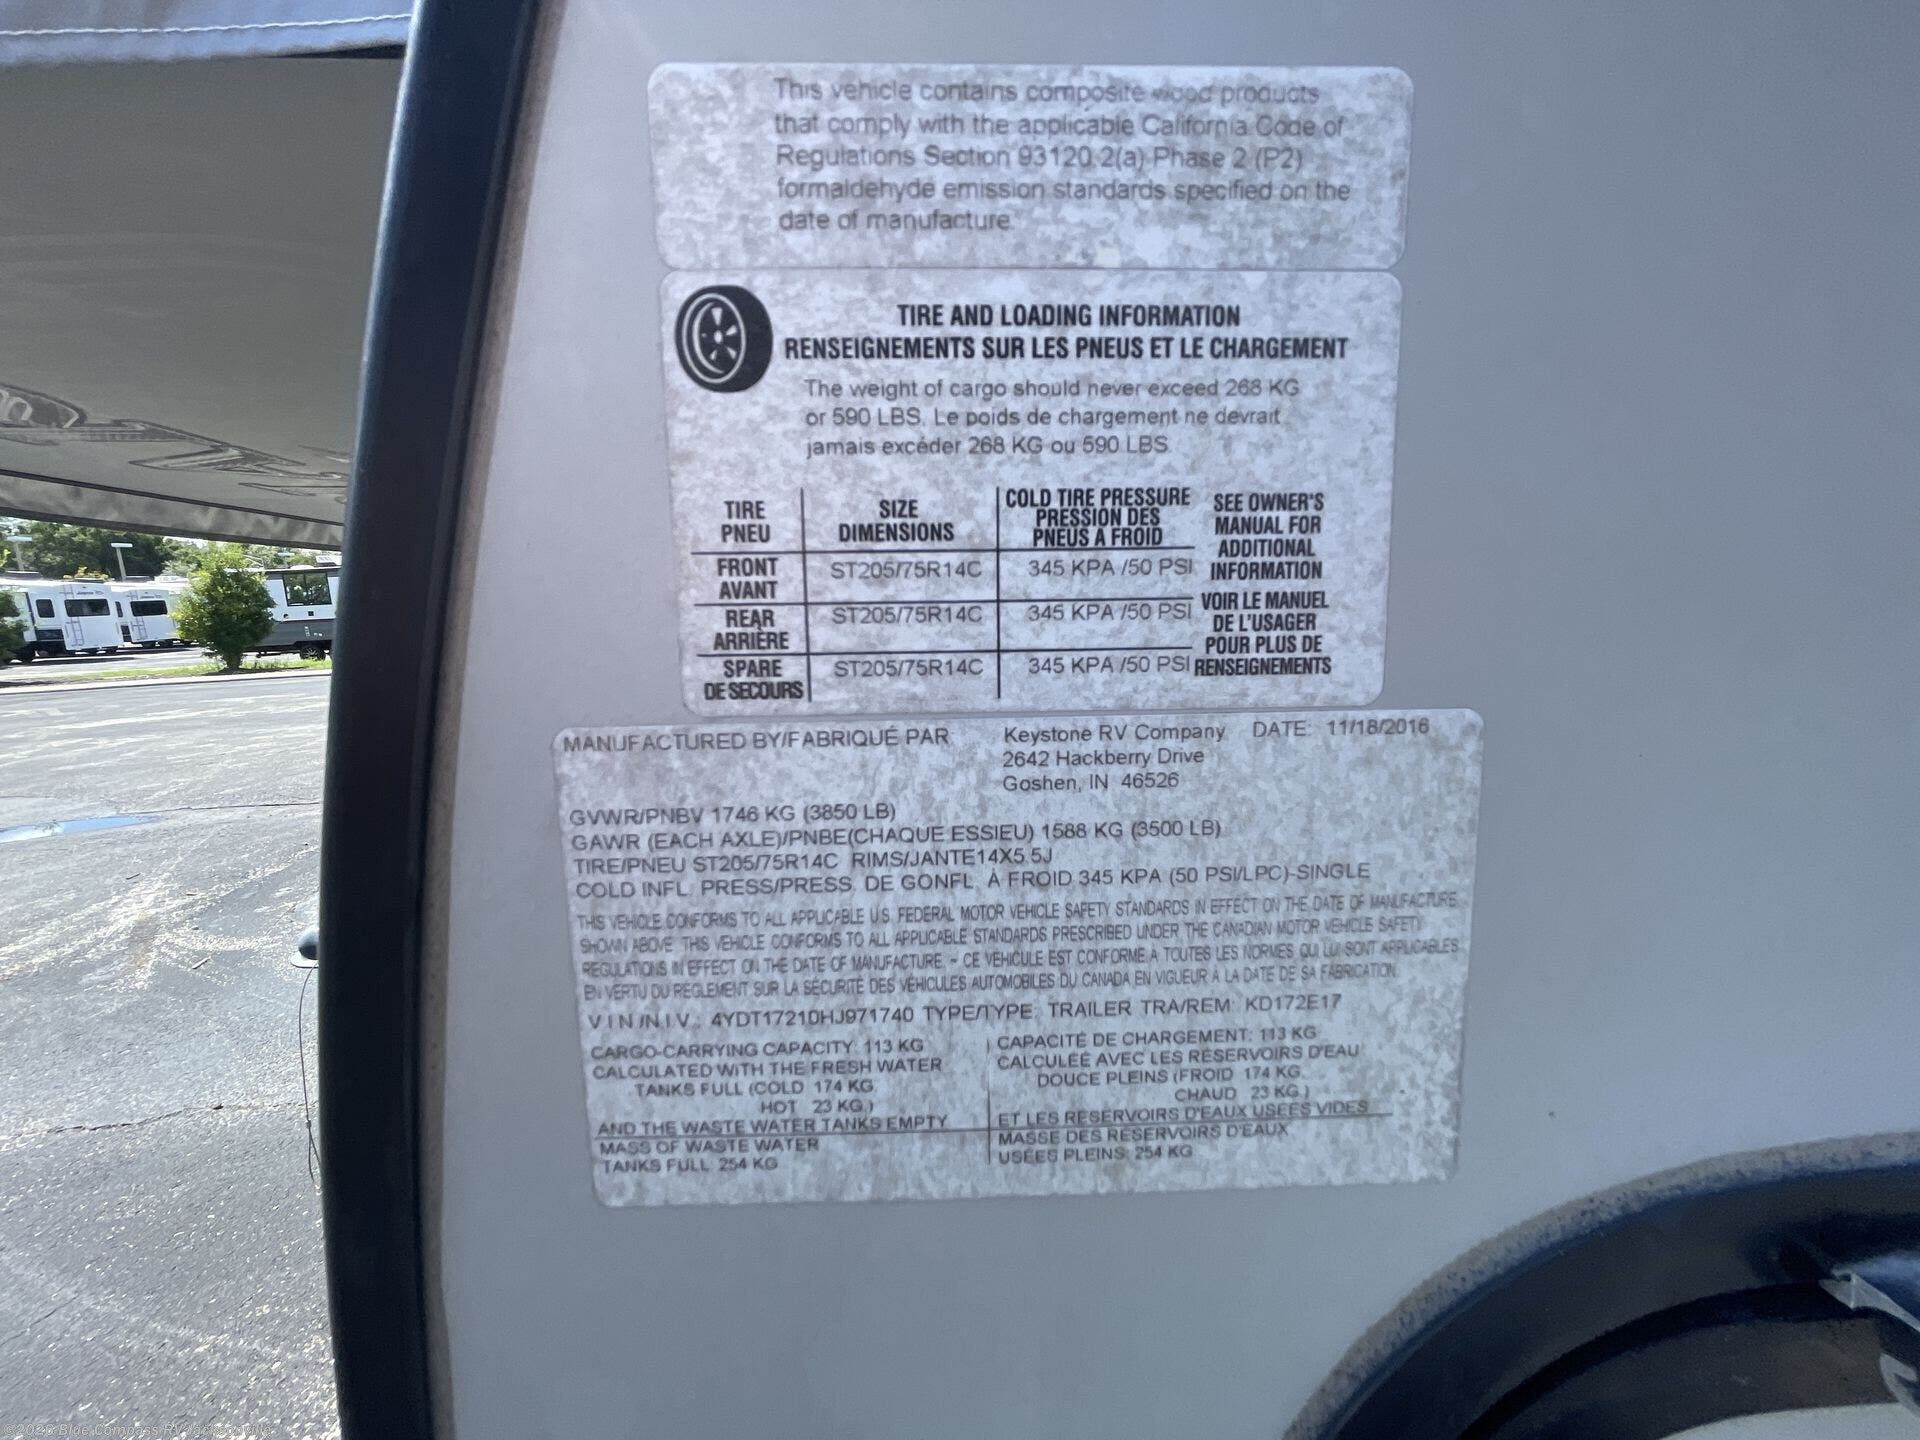 This vehicle contains composite wood products
that comply with the applicable California Code of
Regulations Section 93120.2(a) Phase 2 (P2)
formaldehyde emission standards specified on the
date of manufacture.
TIRE AND LOADING INFORMATION
RENSEIGNEMENTS SUR LES PNEUS ET LE CHARGEMENT
The weight of cargo should never exceed 268 KG
or 590 LBS. Le poids de chargement ne devrait
jamais excéder 268 KG ou 590 LBS
TIRE
PNEU
SIZE
DIMENSIONS
COLD TIRE PRESSURE
PRESSION DES
PNEUS A FROID
FRONT
AVANT
ST205/75R14C
345 KPA /50 PSI
REAR
ARRIÈRE
ST205/75R14C
345 KPA /50 PSI
SPARE
DE SECOURS
ST205/75R14C
345 KPA /50 PSI
SEE OWNER'S
MANUAL FOR
ADDITIONAL
INFORMATION
VOIR LE MANUEL
DE L'USAGER
POUR PLUS DE
RENSEIGNEMENTS
MANUFACTURED BY/FABRIQUÉ PAR Keystone RV Company DATE: 11/18/2016
2642 Hackberry Drive
Goshen, IN 46526
GVWR/PNBV 1746 KG (3850 LB)
GAWR (EACH AXLE)/PNBE(CHAQUE ESSIEU) 1588 KG (3500 LB)
TIRE/PNEU ST205/75R14C RIMS/JANTE14X5.5J
COLD INFL. PRESS/PRESS. DE GONFL. À FROID 345 KPA (50 PSI/LPC)-SINGLE
THIS VEHICLE CONFORMS TO ALL APPLICABLE U.S. FEDERAL MOTOR VEHICLE SAFETY STANDARDS IN EFFECT ON THE DATE OF MANUFACTURE
SHOWN ABOVE. THIS VEHICLE CONFORMS TO ALL APPLICABLE STANDARDS PRESCRIBED UNDER THE CANADIAN MOTOR VEHICLE SAFETY
REGULATIONS IN EFFECT ON THE DATE OF MANUFACTURE. - CE VÉHICULE EST CONFORME À TOUTES LES NORMES QUI LUI SONT APPLICABLES
EN VERTU DU RÈGLEMENT SUR LA SÉCURITÉ DES VÉHICULES AUTOMOBILES DU CANADA EN VIGUEUR À LA DATE DE SA FABRICATION.
V.I.N./N.I.V.: 4YDT17210HJ971740 TYPE/TYPE: TRAILER TRA/REM: KD172E17
CARGO-CARRYING CAPACITY: 113 KG
CALCULATED WITH THE FRESH WATER
TANKS FULL (COLD 174 KG
HOT 23 KG.)
AND THE WASTE WATER TANKS EMPTY
MASS OF WASTE WATER
TANKS FULL: 254 KG
CAPACITÉ DE CHARGEMENT: 113 KG
CALCULÉE AVEC LES RÉSERVOIRS D'EAU
DOUCE PLEINS (FROID 174 KG
CHAUD 23 KG.)
ET LES RÉSERVOIRS D'EAUX USÉES VIDES
MASSE DES RÉSERVOIRS D'EAUX
USÉES PLEINS: 254 KG
Blue Compass RV Jacksonville